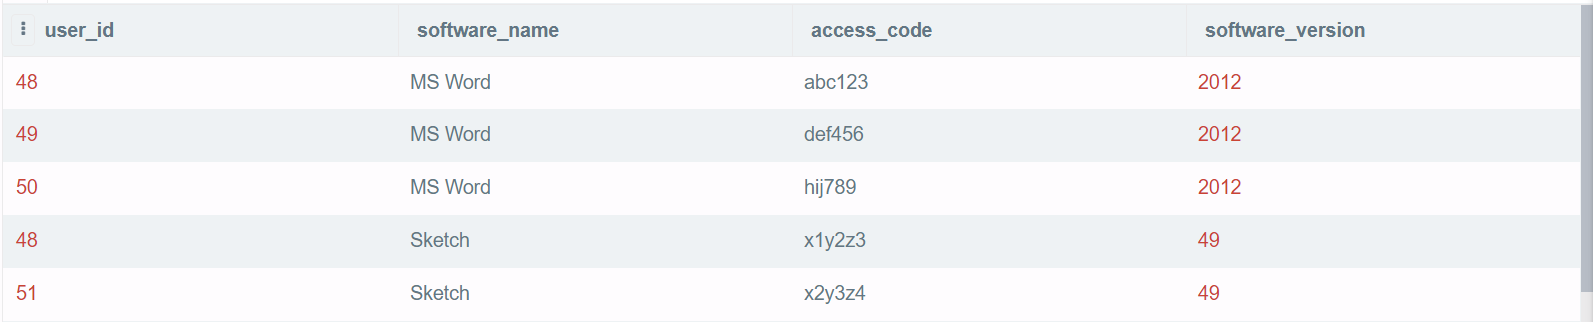 user_id software_name access_code software_version
48 MS Word abc123 2012
49 MS Word def456 2012
50 MS Word hij789 2012
48 Sketch x1y2z3 49
51 Sketch x2y3z4 49